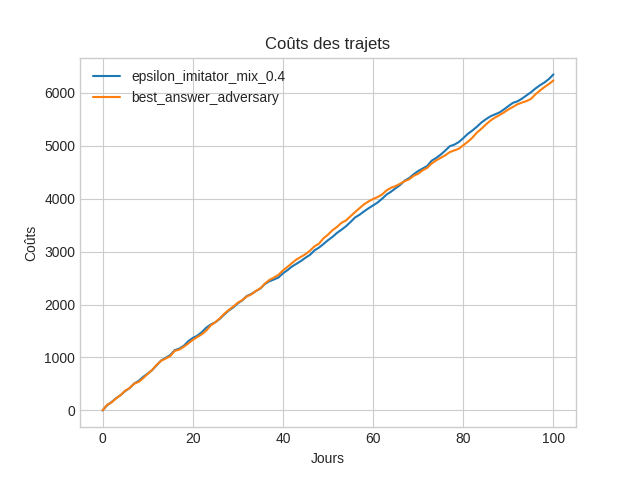 Coûts des trajets
epsilon_imitator_mix_0.4
best_answer_adversary
6000
5000
4000
3000
2000
1000
0
Coûts
0 20 40 60 80 100
Jours